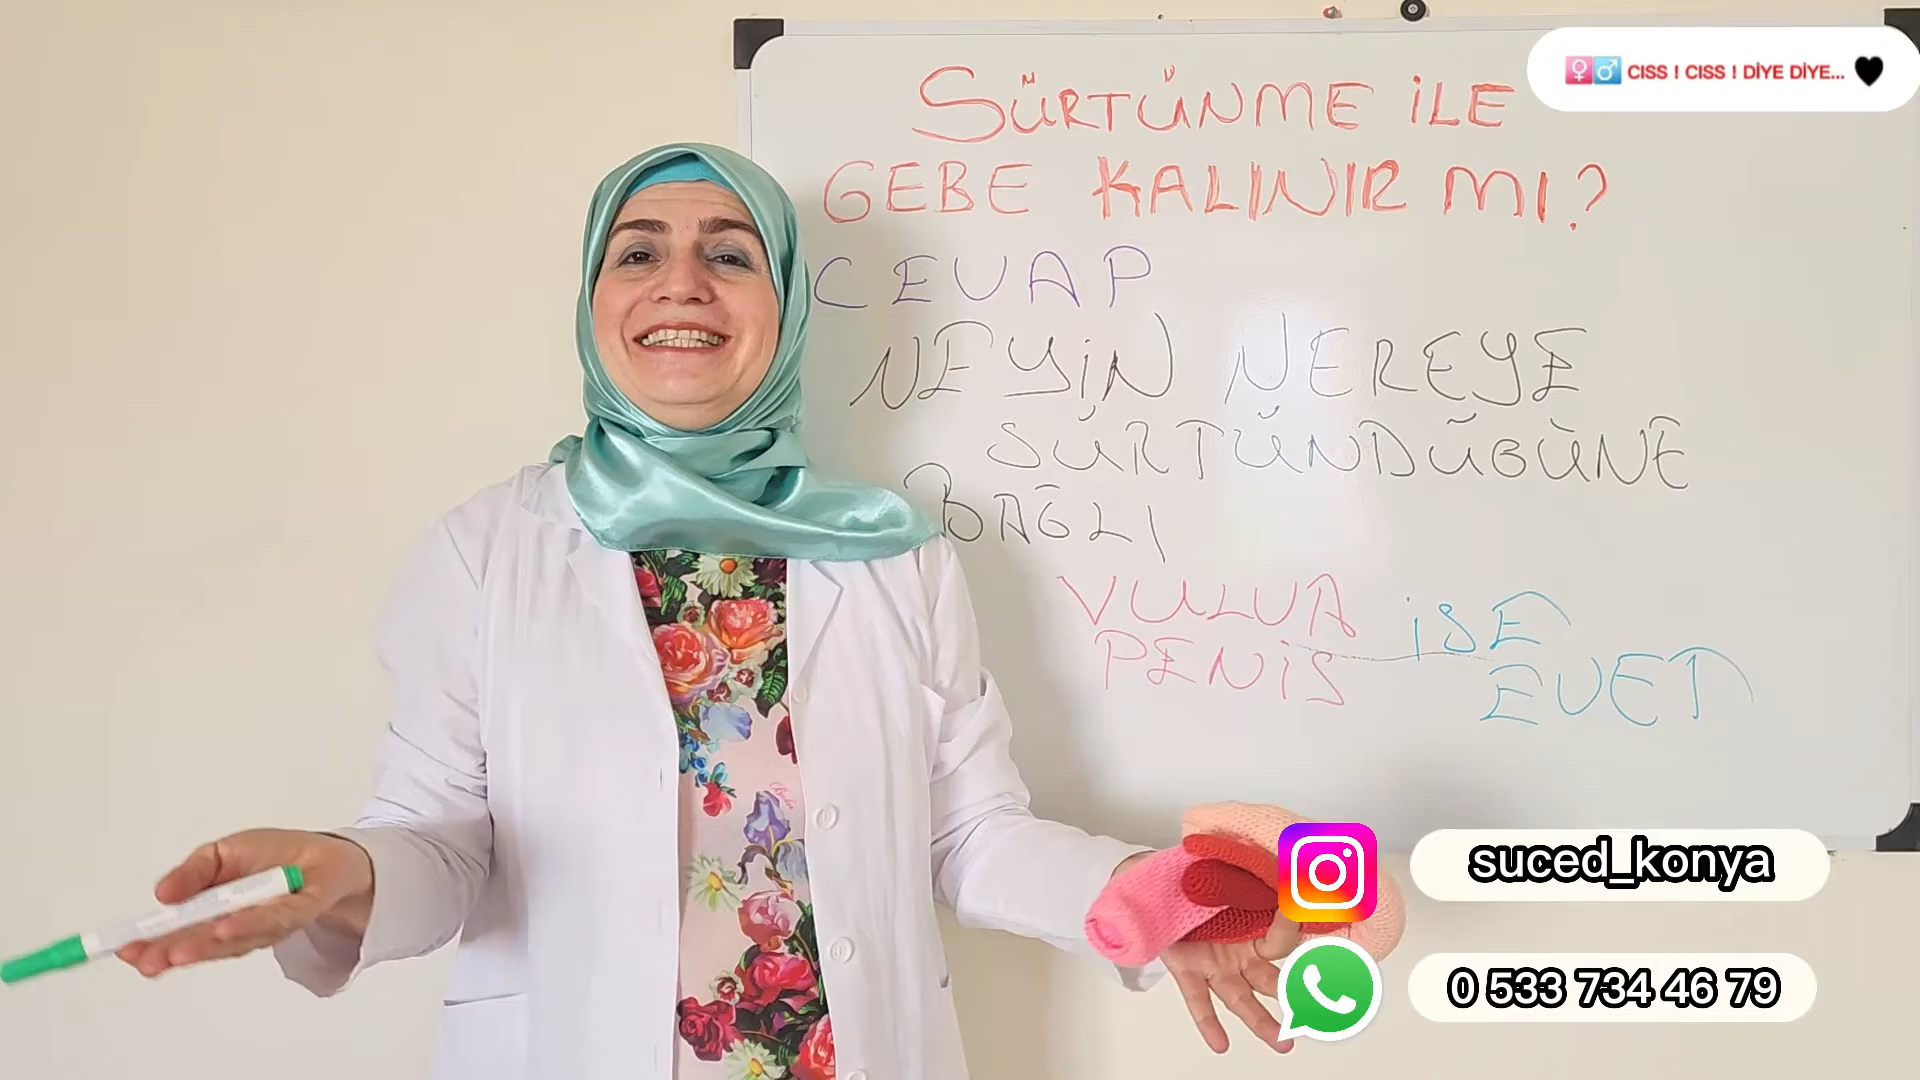 CISS ! CISS ! DİYE DİYE...
SÜRTÜNME İLE
GEBE KALINIR MI?
CEVAP
NEYİN NEREYE
SÜRTÜNDÜĞÜNE
BAĞLI
VULVA İSE
PENİS EVET
suced_konya
0 533 734 46 79